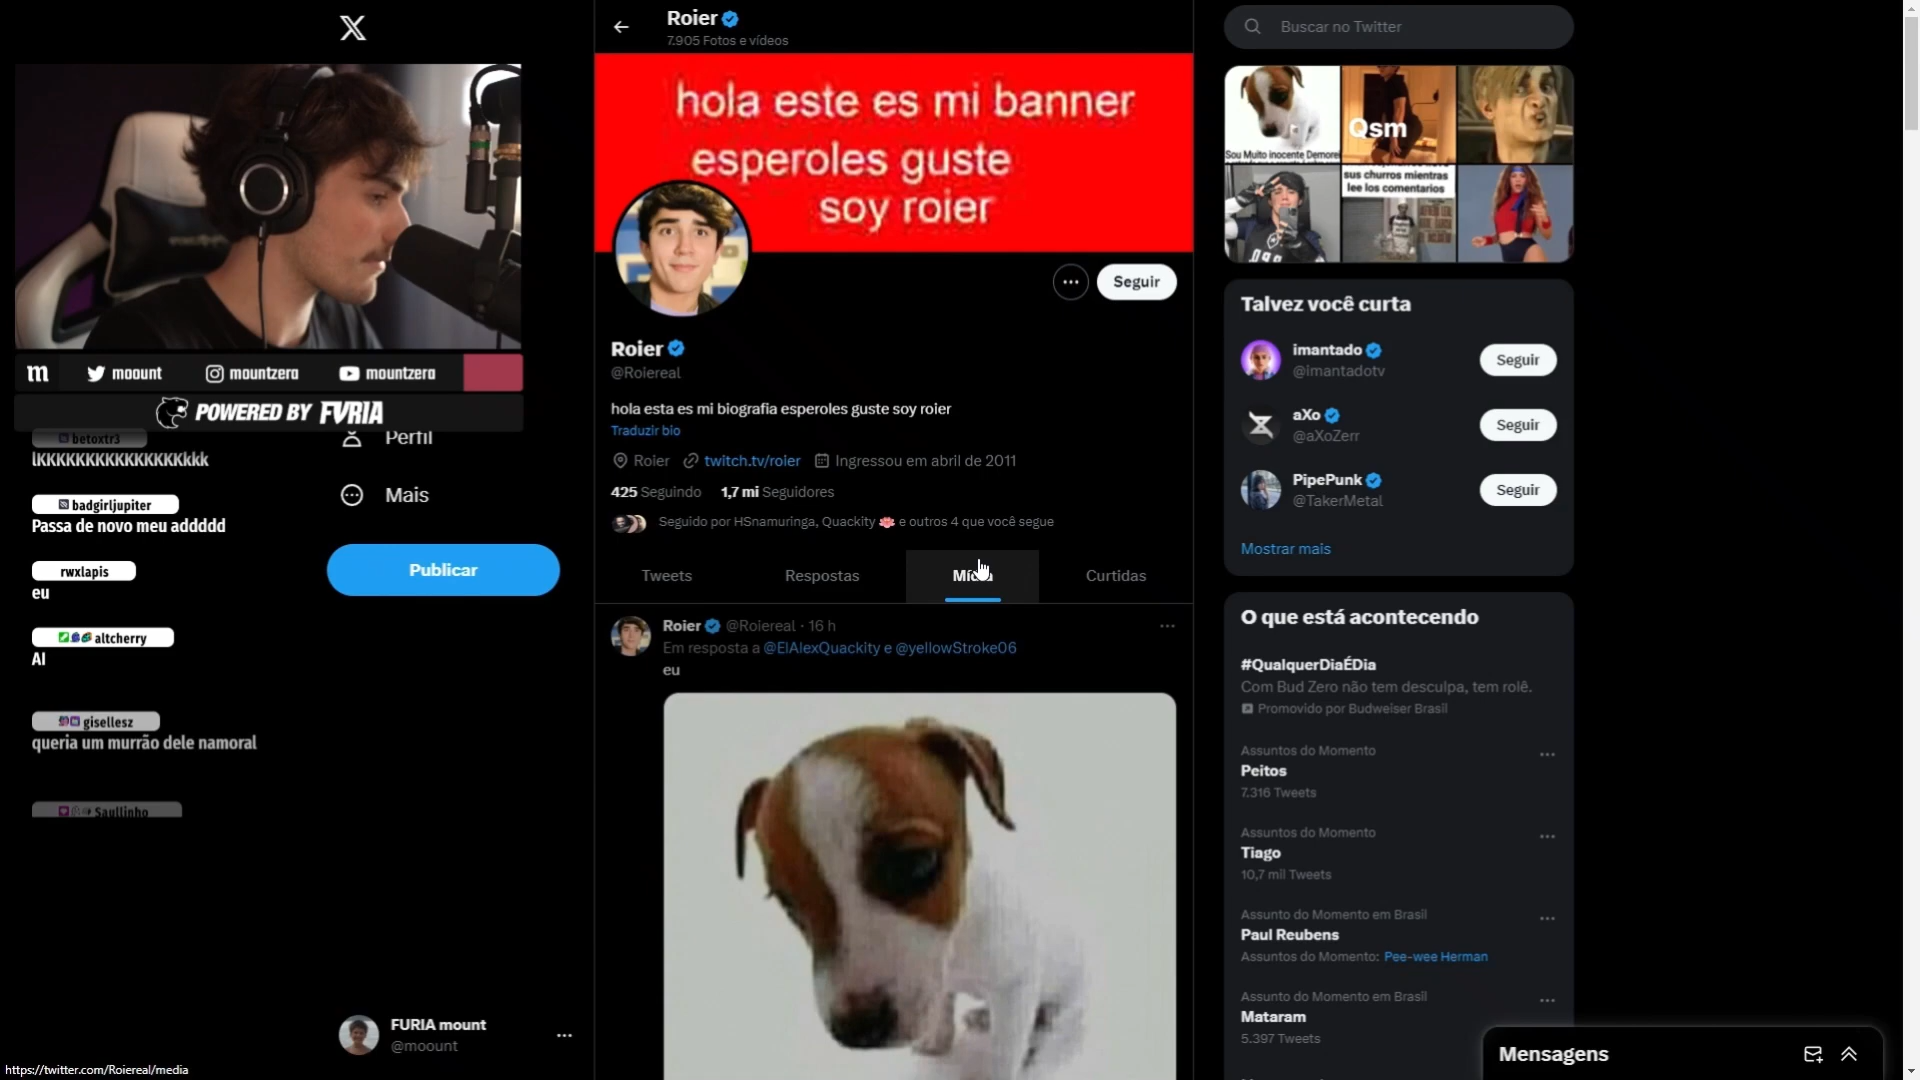 moount
mountzera
mountzera
POWERED BY FURIA
betoxtr3
lKKKKKKKKKKKKKKKkkk
badgirljupiter
Passa de novo meu addddd
rwxlapis
eu
altcherry
AI
gisellesz
queria um murrão dele namoral
Saullinho
Perfil
Mais
Publicar
FURIA mount
@moount
https://twitter.com/Roiereal/media
Roier
7.905 Fotos e vídeos
hola este es mi banner
esperoles guste
soy roier
Seguir
Roier
@Roiereal
hola esta es mi biografia esperoles guste soy roier
Traduzir bio
Roier twitch.tv/roier Ingressou em abril de 2011
425 Seguindo 1,7 mi Seguidores
Seguido por HSnamuringa, Quackity e outros 4 que você segue
Tweets Respostas Mídia Curtidas
Roier @Roiereal · 16 h
Em resposta a @ElAlexQuackity e @yellowStroke06
eu
Buscar no Twitter
Sou Muito inocente Demorei
Qsm
sus churros mientras
lee los comentarios
Talvez você curta
imantado
@imantadotv
Seguir
aXo
@aXoZerr
Seguir
PipePunk
@TakerMetal
Seguir
Mostrar mais
O que está acontecendo
#QualquerDiaÉDia
Com Bud Zero não tem desculpa, tem rolê.
Promovido por Budweiser Brasil
Assuntos do Momento
Peitos
7.316 Tweets
Assuntos do Momento
Tiago
10,7 mil Tweets
Assunto do Momento em Brasil
Paul Reubens
Assuntos do Momento: Pee-wee Herman
Assunto do Momento em Brasil
Mataram
5.397 Tweets
Mensagens